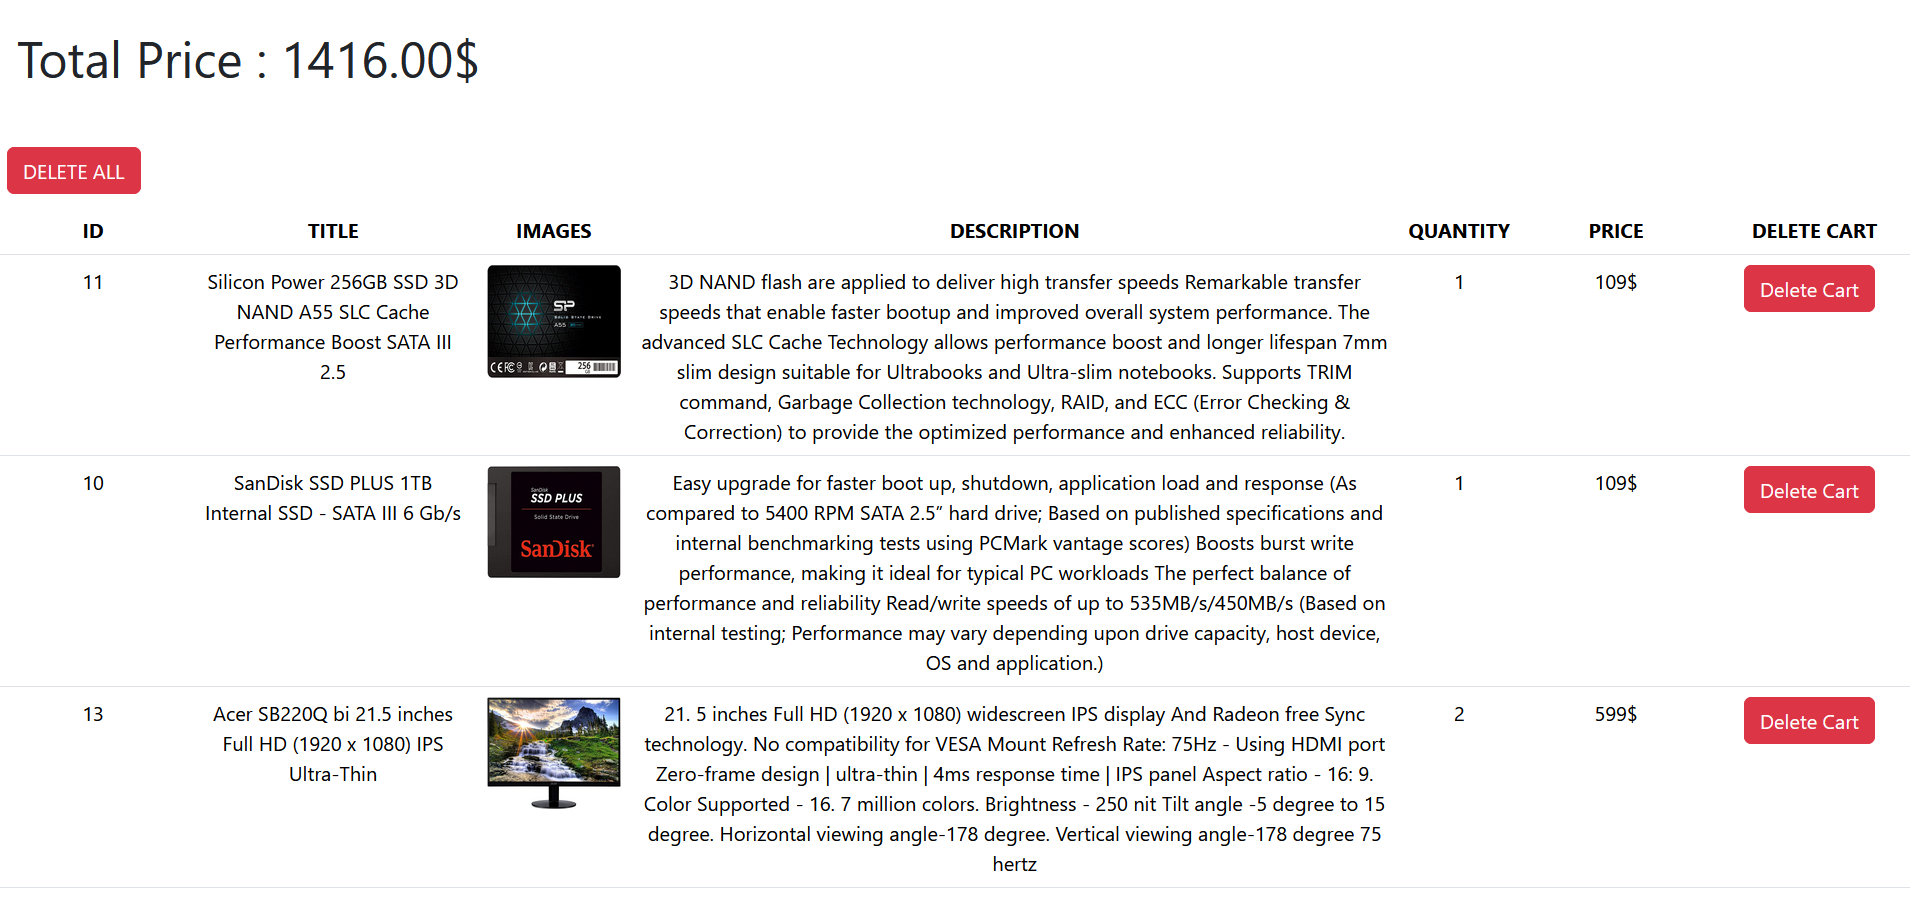 Total Price : 1416.00$
DELETE ALL
ID TITLE IMAGES DESCRIPTION QUANTITY PRICE DELETE CART
11
Silicon Power 256GB SSD 3D
NAND A55 SLC Cache
Performance Boost SATA III
2.5
SP
SOLID STATE DRIVE
A55
256
3D NAND flash are applied to deliver high transfer speeds Remarkable transfer
speeds that enable faster bootup and improved overall system performance. The
advanced SLC Cache Technology allows performance boost and longer lifespan 7mm
slim design suitable for Ultrabooks and Ultra-slim notebooks. Supports TRIM
command, Garbage Collection technology, RAID, and ECC (Error Checking &
Correction) to provide the optimized performance and enhanced reliability.
1
109$
Delete Cart
10
SanDisk SSD PLUS 1TB
Internal SSD - SATA III 6 Gb/s
SanDisk
SSD PLUS
Solid State Drive
SanDisk
Easy upgrade for faster boot up, shutdown, application load and response (As
compared to 5400 RPM SATA 2.5” hard drive; Based on published specifications and
internal benchmarking tests using PCMark vantage scores) Boosts burst write
performance, making it ideal for typical PC workloads The perfect balance of
performance and reliability Read/write speeds of up to 535MB/s/450MB/s (Based on
internal testing; Performance may vary depending upon drive capacity, host device,
OS and application.)
1
109$
Delete Cart
13
Acer SB220Q bi 21.5 inches
Full HD (1920 x 1080) IPS
Ultra-Thin
21. 5 inches Full HD (1920 x 1080) widescreen IPS display And Radeon free Sync
technology. No compatibility for VESA Mount Refresh Rate: 75Hz - Using HDMI port
Zero-frame design | ultra-thin | 4ms response time | IPS panel Aspect ratio - 16: 9.
Color Supported - 16. 7 million colors. Brightness - 250 nit Tilt angle -5 degree to 15
degree. Horizontal viewing angle-178 degree. Vertical viewing angle-178 degree 75
hertz
2
599$
Delete Cart